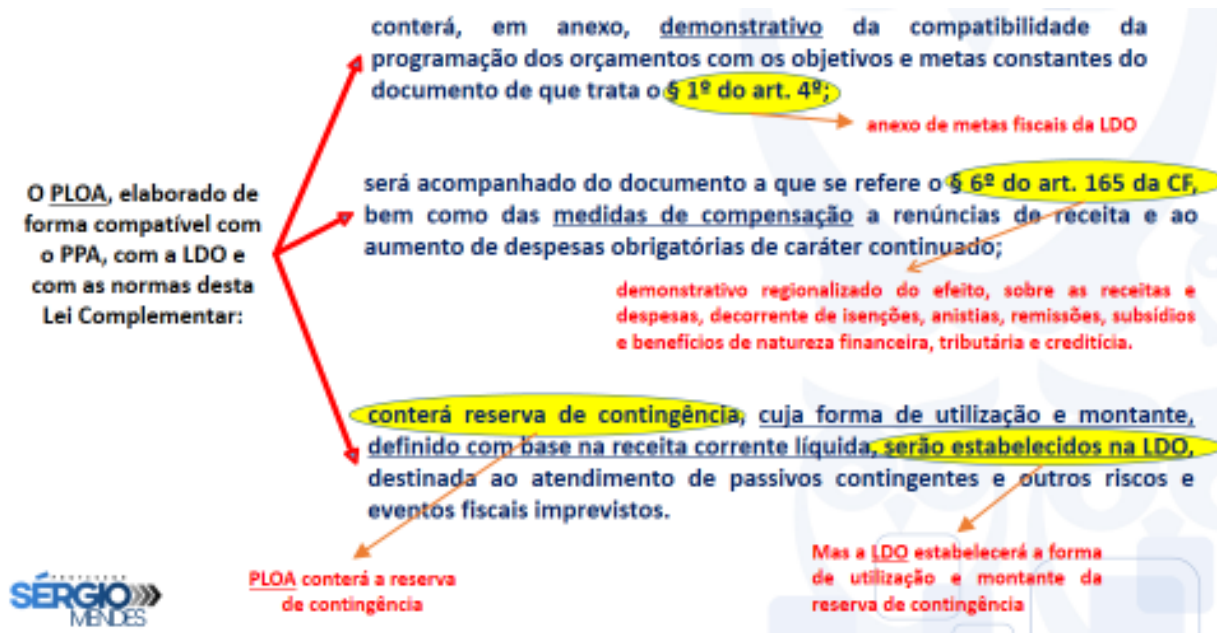 conterá, em anexo, demonstrativo da compatibilidade da
programação dos orçamentos com os objetivos e metas constantes do
documento de que trata o § 1º do art. 4º;
anexo de metas fiscais da LDO
O PLOA, elaborado de
forma compatível com
o PPA, com a LDO e
com as normas desta
Lei Complementar:
será acompanhado do documento a que se refere o § 6º do art. 165 da CF,
bem como das medidas de compensação a renúncias de receita e ao
aumento de despesas obrigatórias de caráter continuado;
demonstrativo regionalizado do efeito, sobre as receitas e
despesas, decorrente de isenções, anistias, remissões, subsídios
e benefícios de natureza financeira, tributária e creditícia.
conterá reserva de contingência, cuja forma de utilização e montante,
definido com base na receita corrente líquida, serão estabelecidos na LDO,
destinada ao atendimento de passivos contingentes e outros riscos e
eventos fiscais imprevistos.
PLOA conterá a reserva
de contingência
Mas a LDO estabelecerá a forma
de utilização e montante da
reserva de contingência
PROFESSOR
SÉRGIO
MENDES